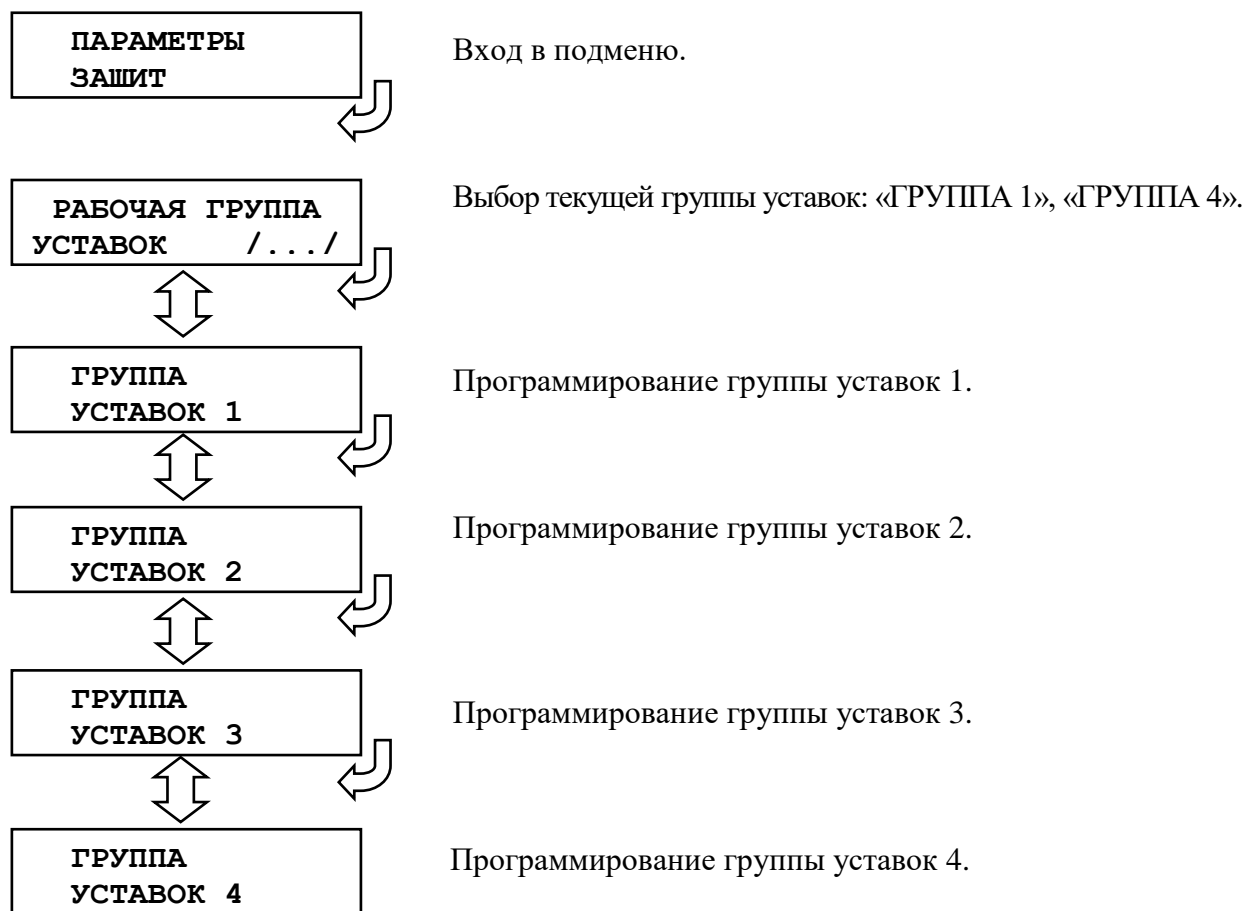 ПАРАМЕТРЫ
ЗАЩИТ
Вход в подменю.
РАБОЧАЯ ГРУППА
УСТАВОК /.../
Выбор текущей группы уставок: «ГРУППА 1», «ГРУППА 4».
ГРУППА
УСТАВОК 1
Программирование группы уставок 1.
ГРУППА
УСТАВОК 2
Программирование группы уставок 2.
ГРУППА
УСТАВОК 3
Программирование группы уставок 3.
ГРУППА
УСТАВОК 4
Программирование группы уставок 4.